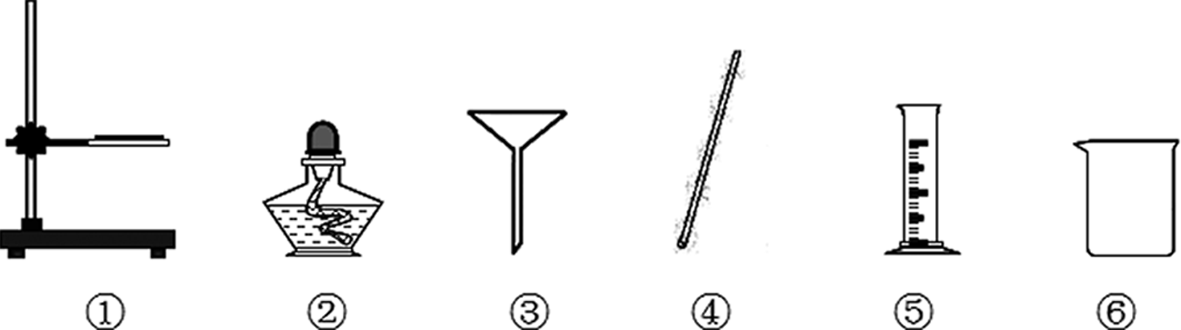 ① ② ③ ④ ⑤ ⑥